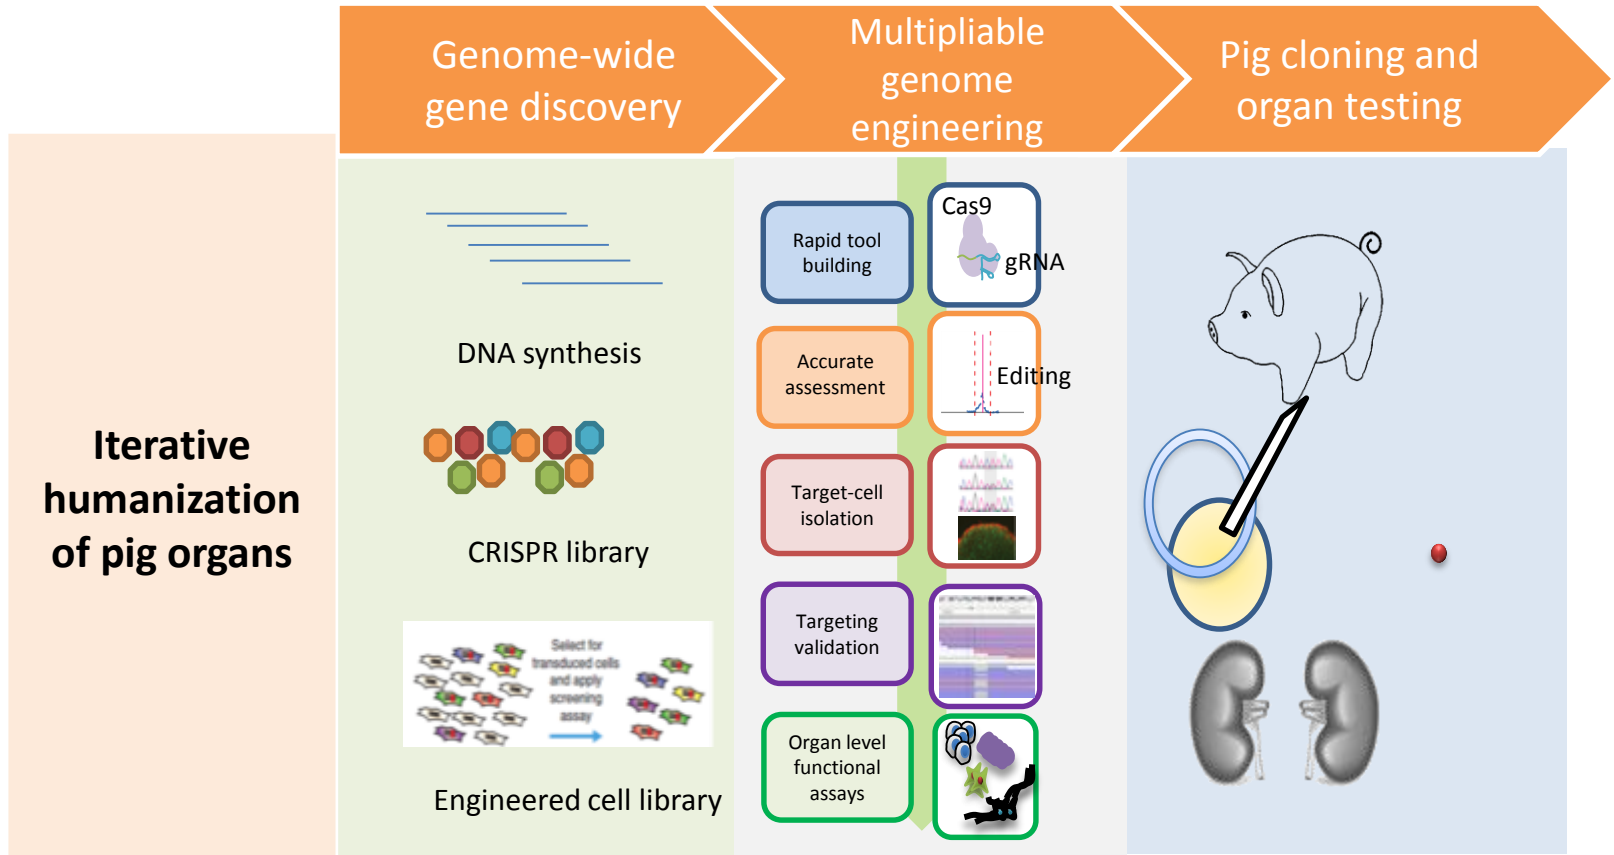 Genome-wide
gene discovery
Multipliable
genome
engineering
Pig cloning and
organ testing
Iterative
humanization
of pig organs
DNA synthesis
CRISPR library
Select for
transduced cells
and apply
screening
assay
Engineered cell library
Rapid tool
building
Cas9
gRNA
Accurate
assessment
Editing
Target-cell
isolation
Targeting
validation
Organ level
functional
assays